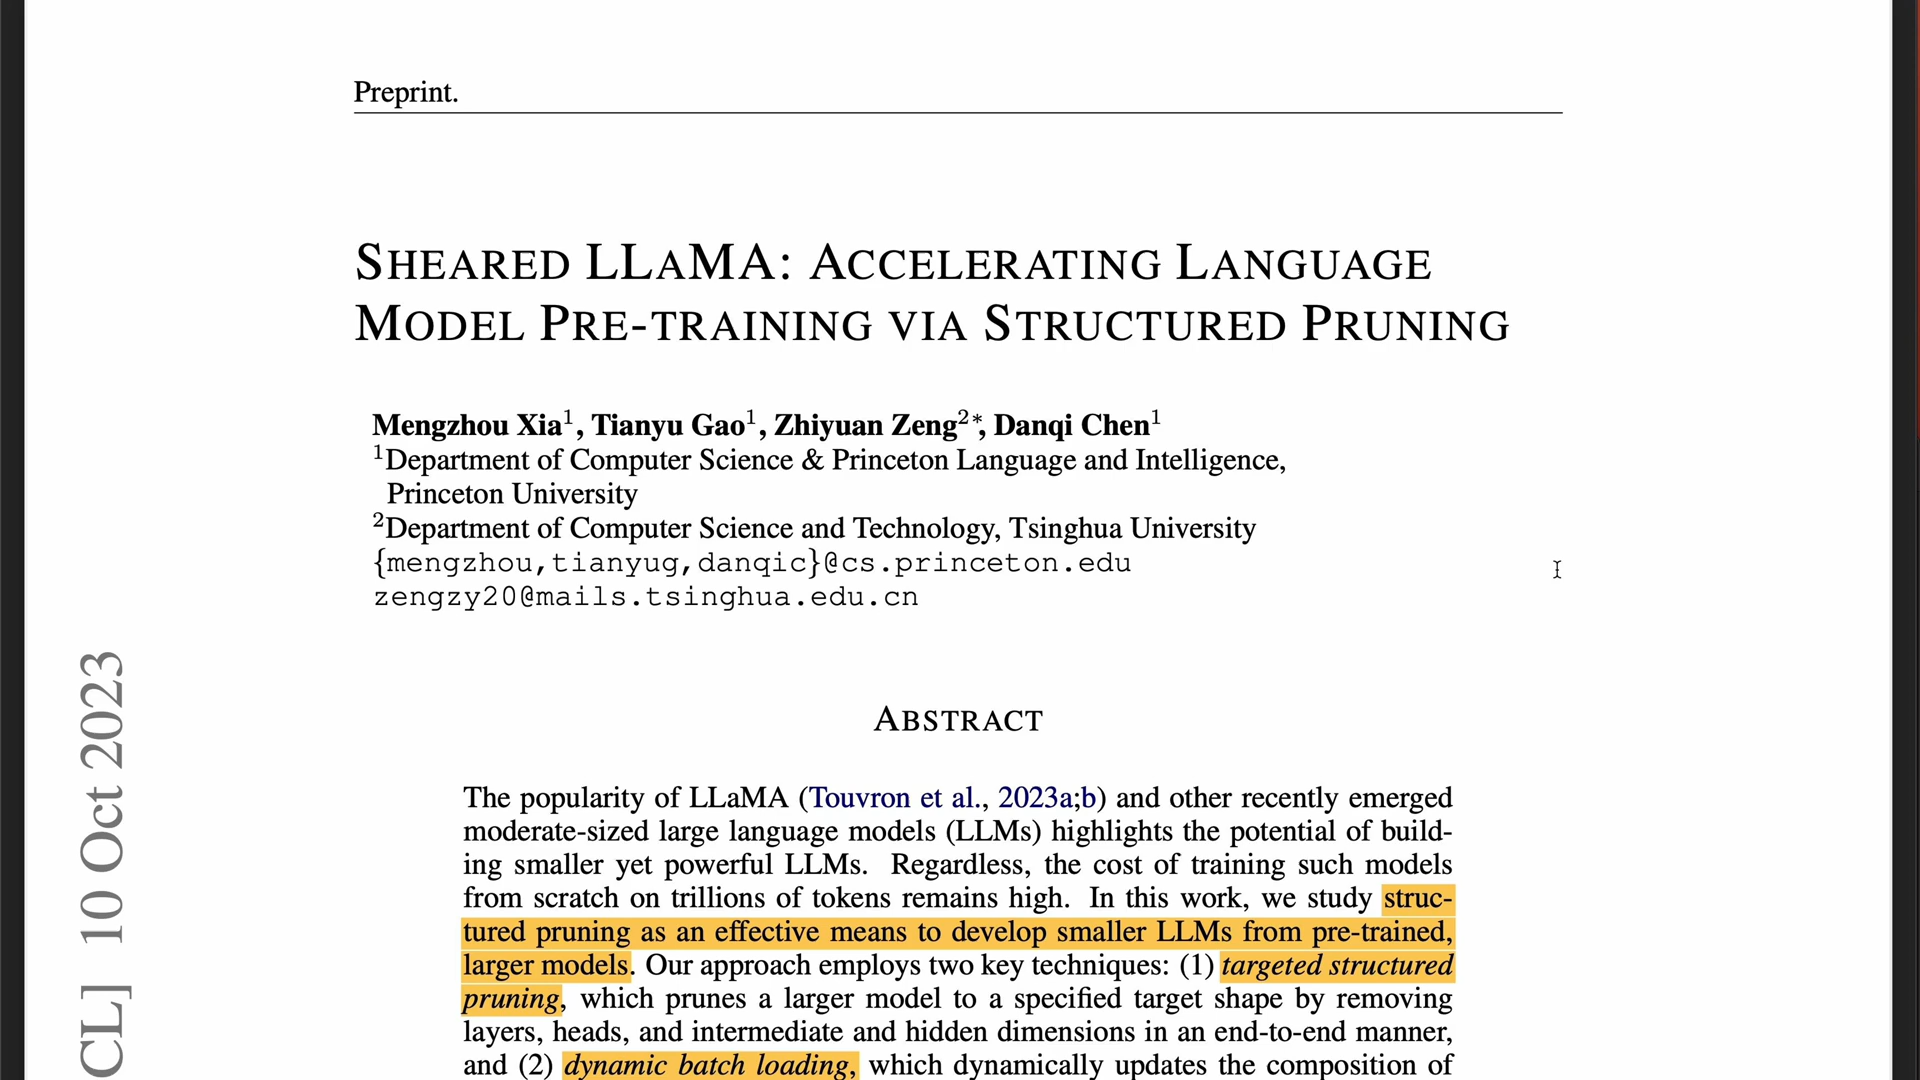 Preprint.
SHEARED LLAMA: ACCELERATING LANGUAGE
MODEL PRE-TRAINING VIA STRUCTURED PRUNING
Mengzhou Xia¹, Tianyu Gao¹, Zhiyuan Zeng²*, Danqi Chen¹
¹Department of Computer Science & Princeton Language and Intelligence,
Princeton University
²Department of Computer Science and Technology, Tsinghua University
{mengzhou,tianyug,danqic}@cs.princeton.edu
zengzy20@mails.tsinghua.edu.cn
ABSTRACT
The popularity of LLaMA (Touvron et al., 2023a;b) and other recently emerged
moderate-sized large language models (LLMs) highlights the potential of build-
ing smaller yet powerful LLMs. Regardless, the cost of training such models
from scratch on trillions of tokens remains high. In this work, we study struc-
tured pruning as an effective means to develop smaller LLMs from pre-trained,
larger models. Our approach employs two key techniques: (1) targeted structured
pruning, which prunes a larger model to a specified target shape by removing
layers, heads, and intermediate and hidden dimensions in an end-to-end manner,
and (2) dynamic batch loading, which dynamically updates the composition of
CL] 10 Oct 2023